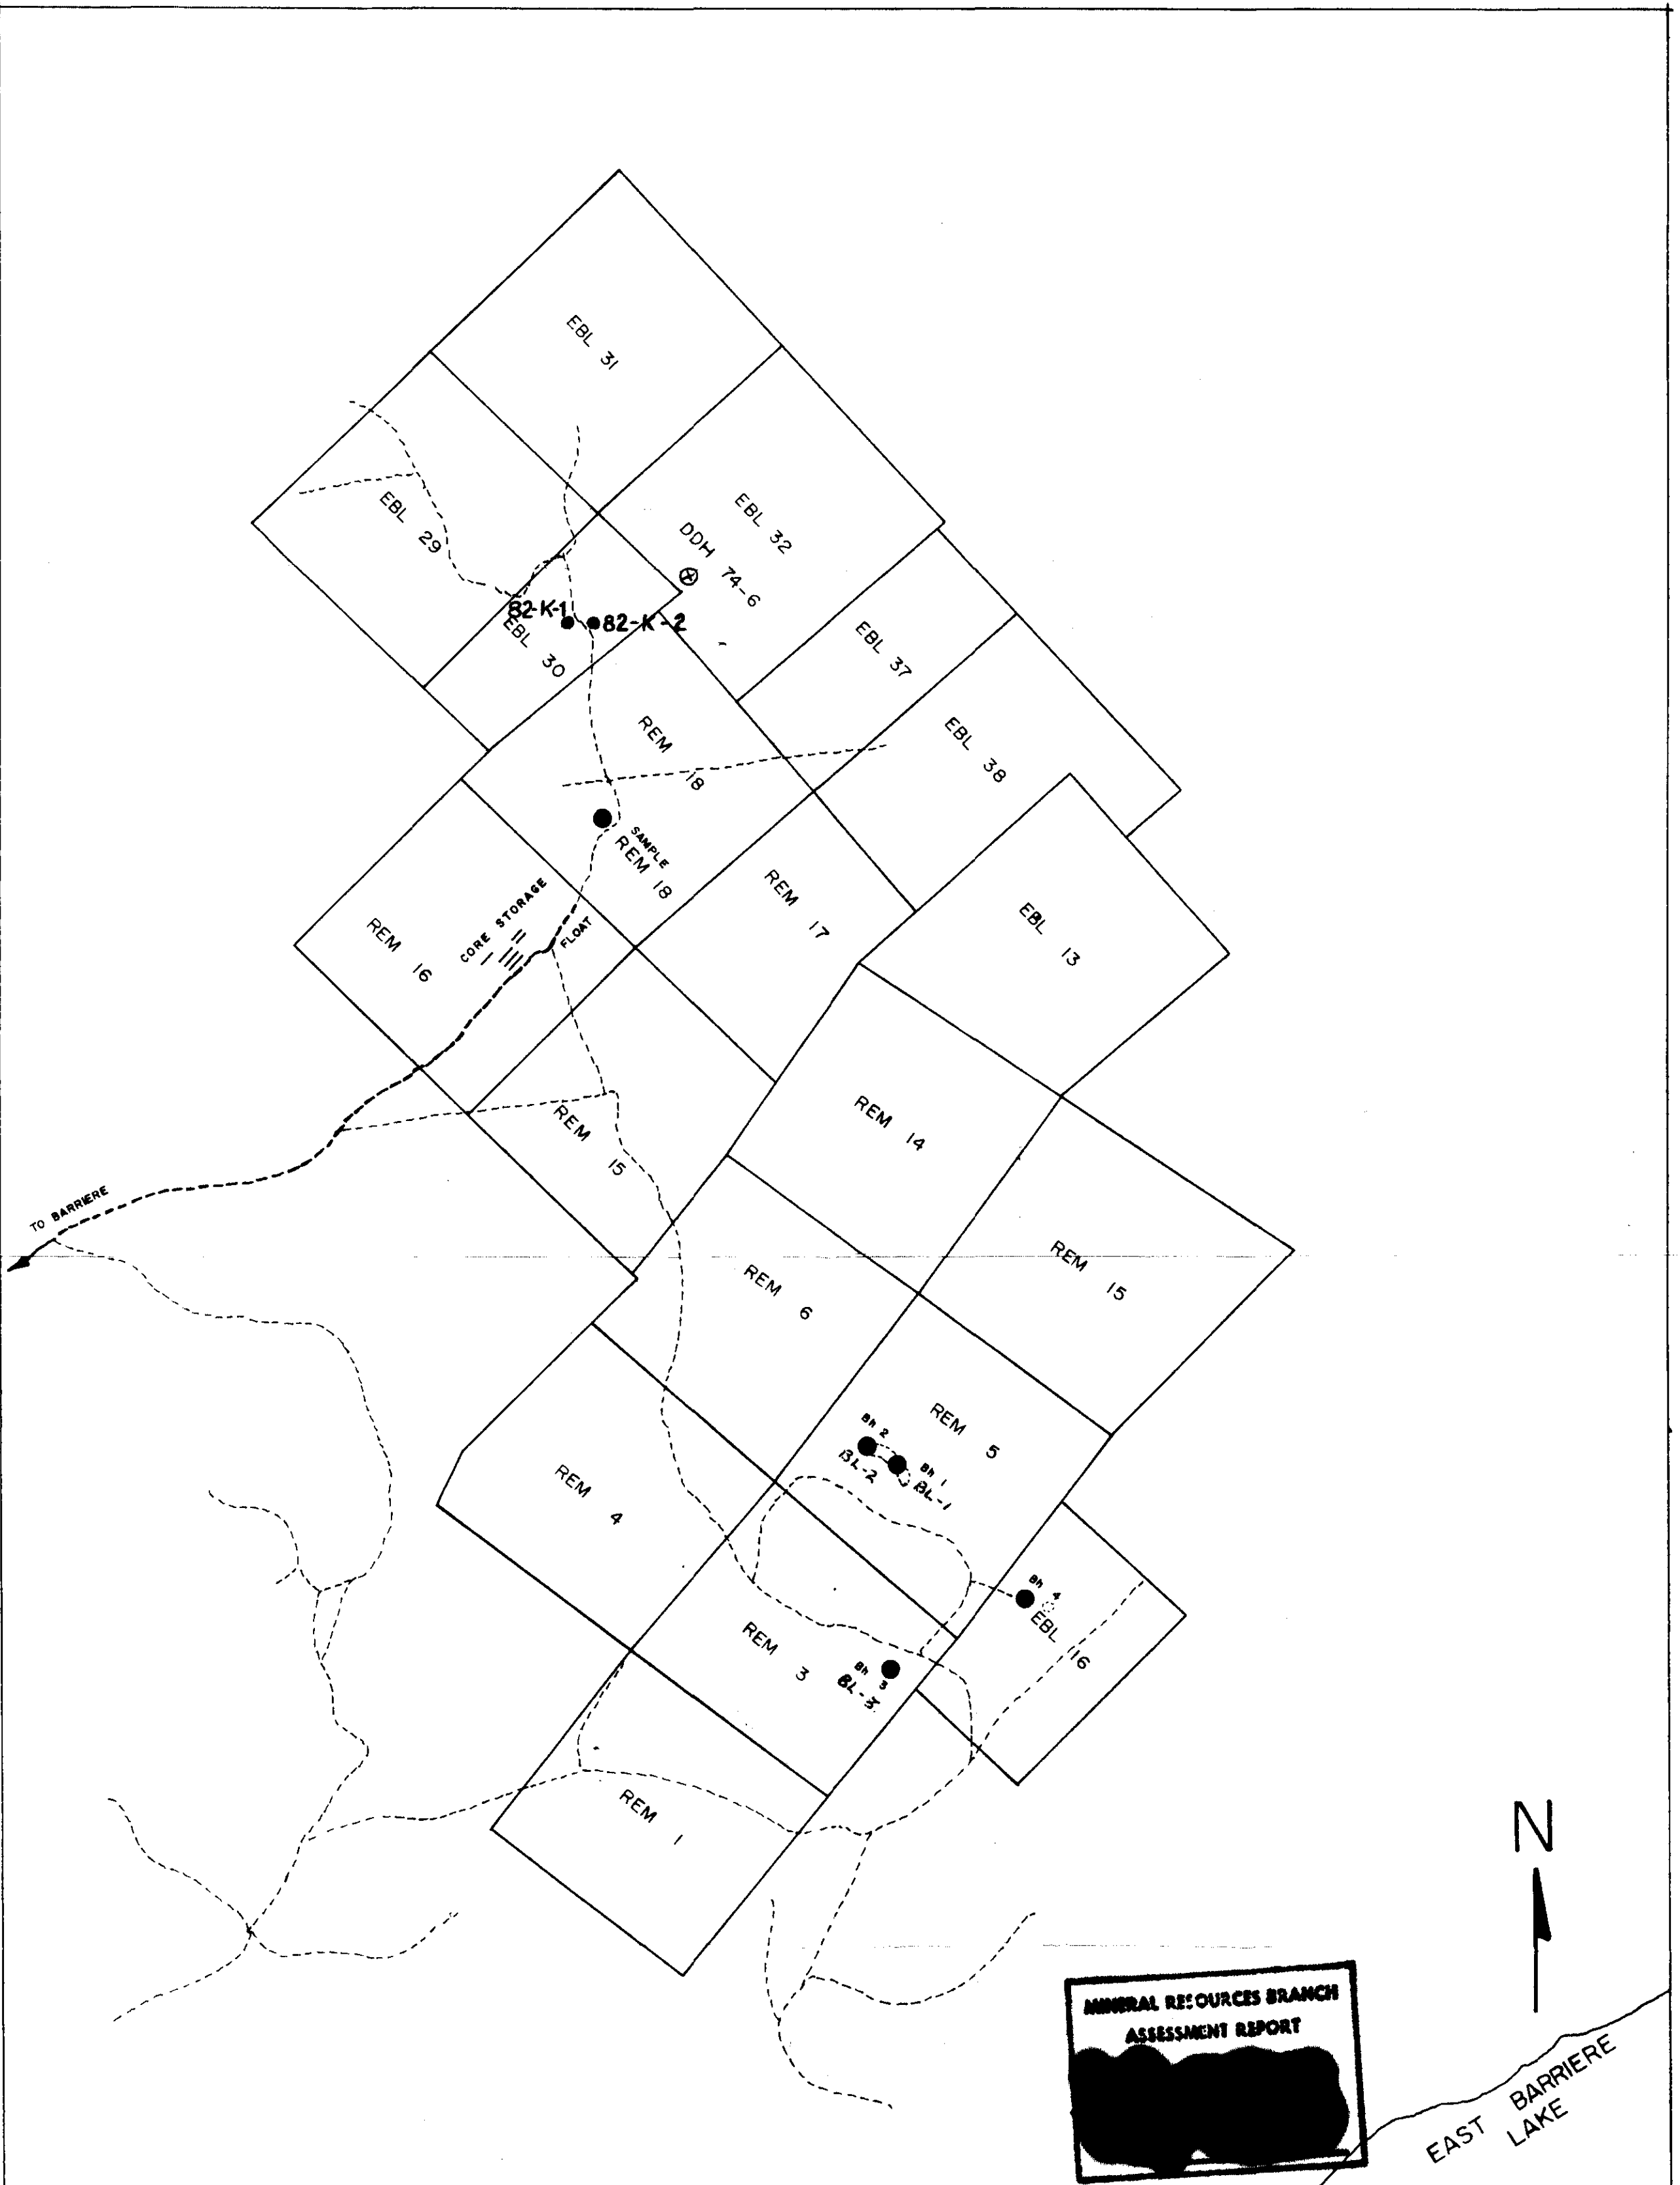 EBL 31
EBL 29
EBL 32
DDH 74-6
82-K-1
82-K-2
EBL 30
EBL 37
REM 18
EBL 38
SAMPLE
REM 18
REM 17
EBL 13
CORE STORAGE
FLOAT
REM 16
REM 14
REM 15
TO BARRIERE
REM 6
REM 15
REM 5
Bh 2
BL-2
Bh 1
BL-1
REM 4
Bh 4
EBL 16
REM 3
Bh 3
BL-3
REM 1
N
MINERAL RESOURCES BRANCH
ASSESSMENT REPORT
EAST BARRIERE
LAKE